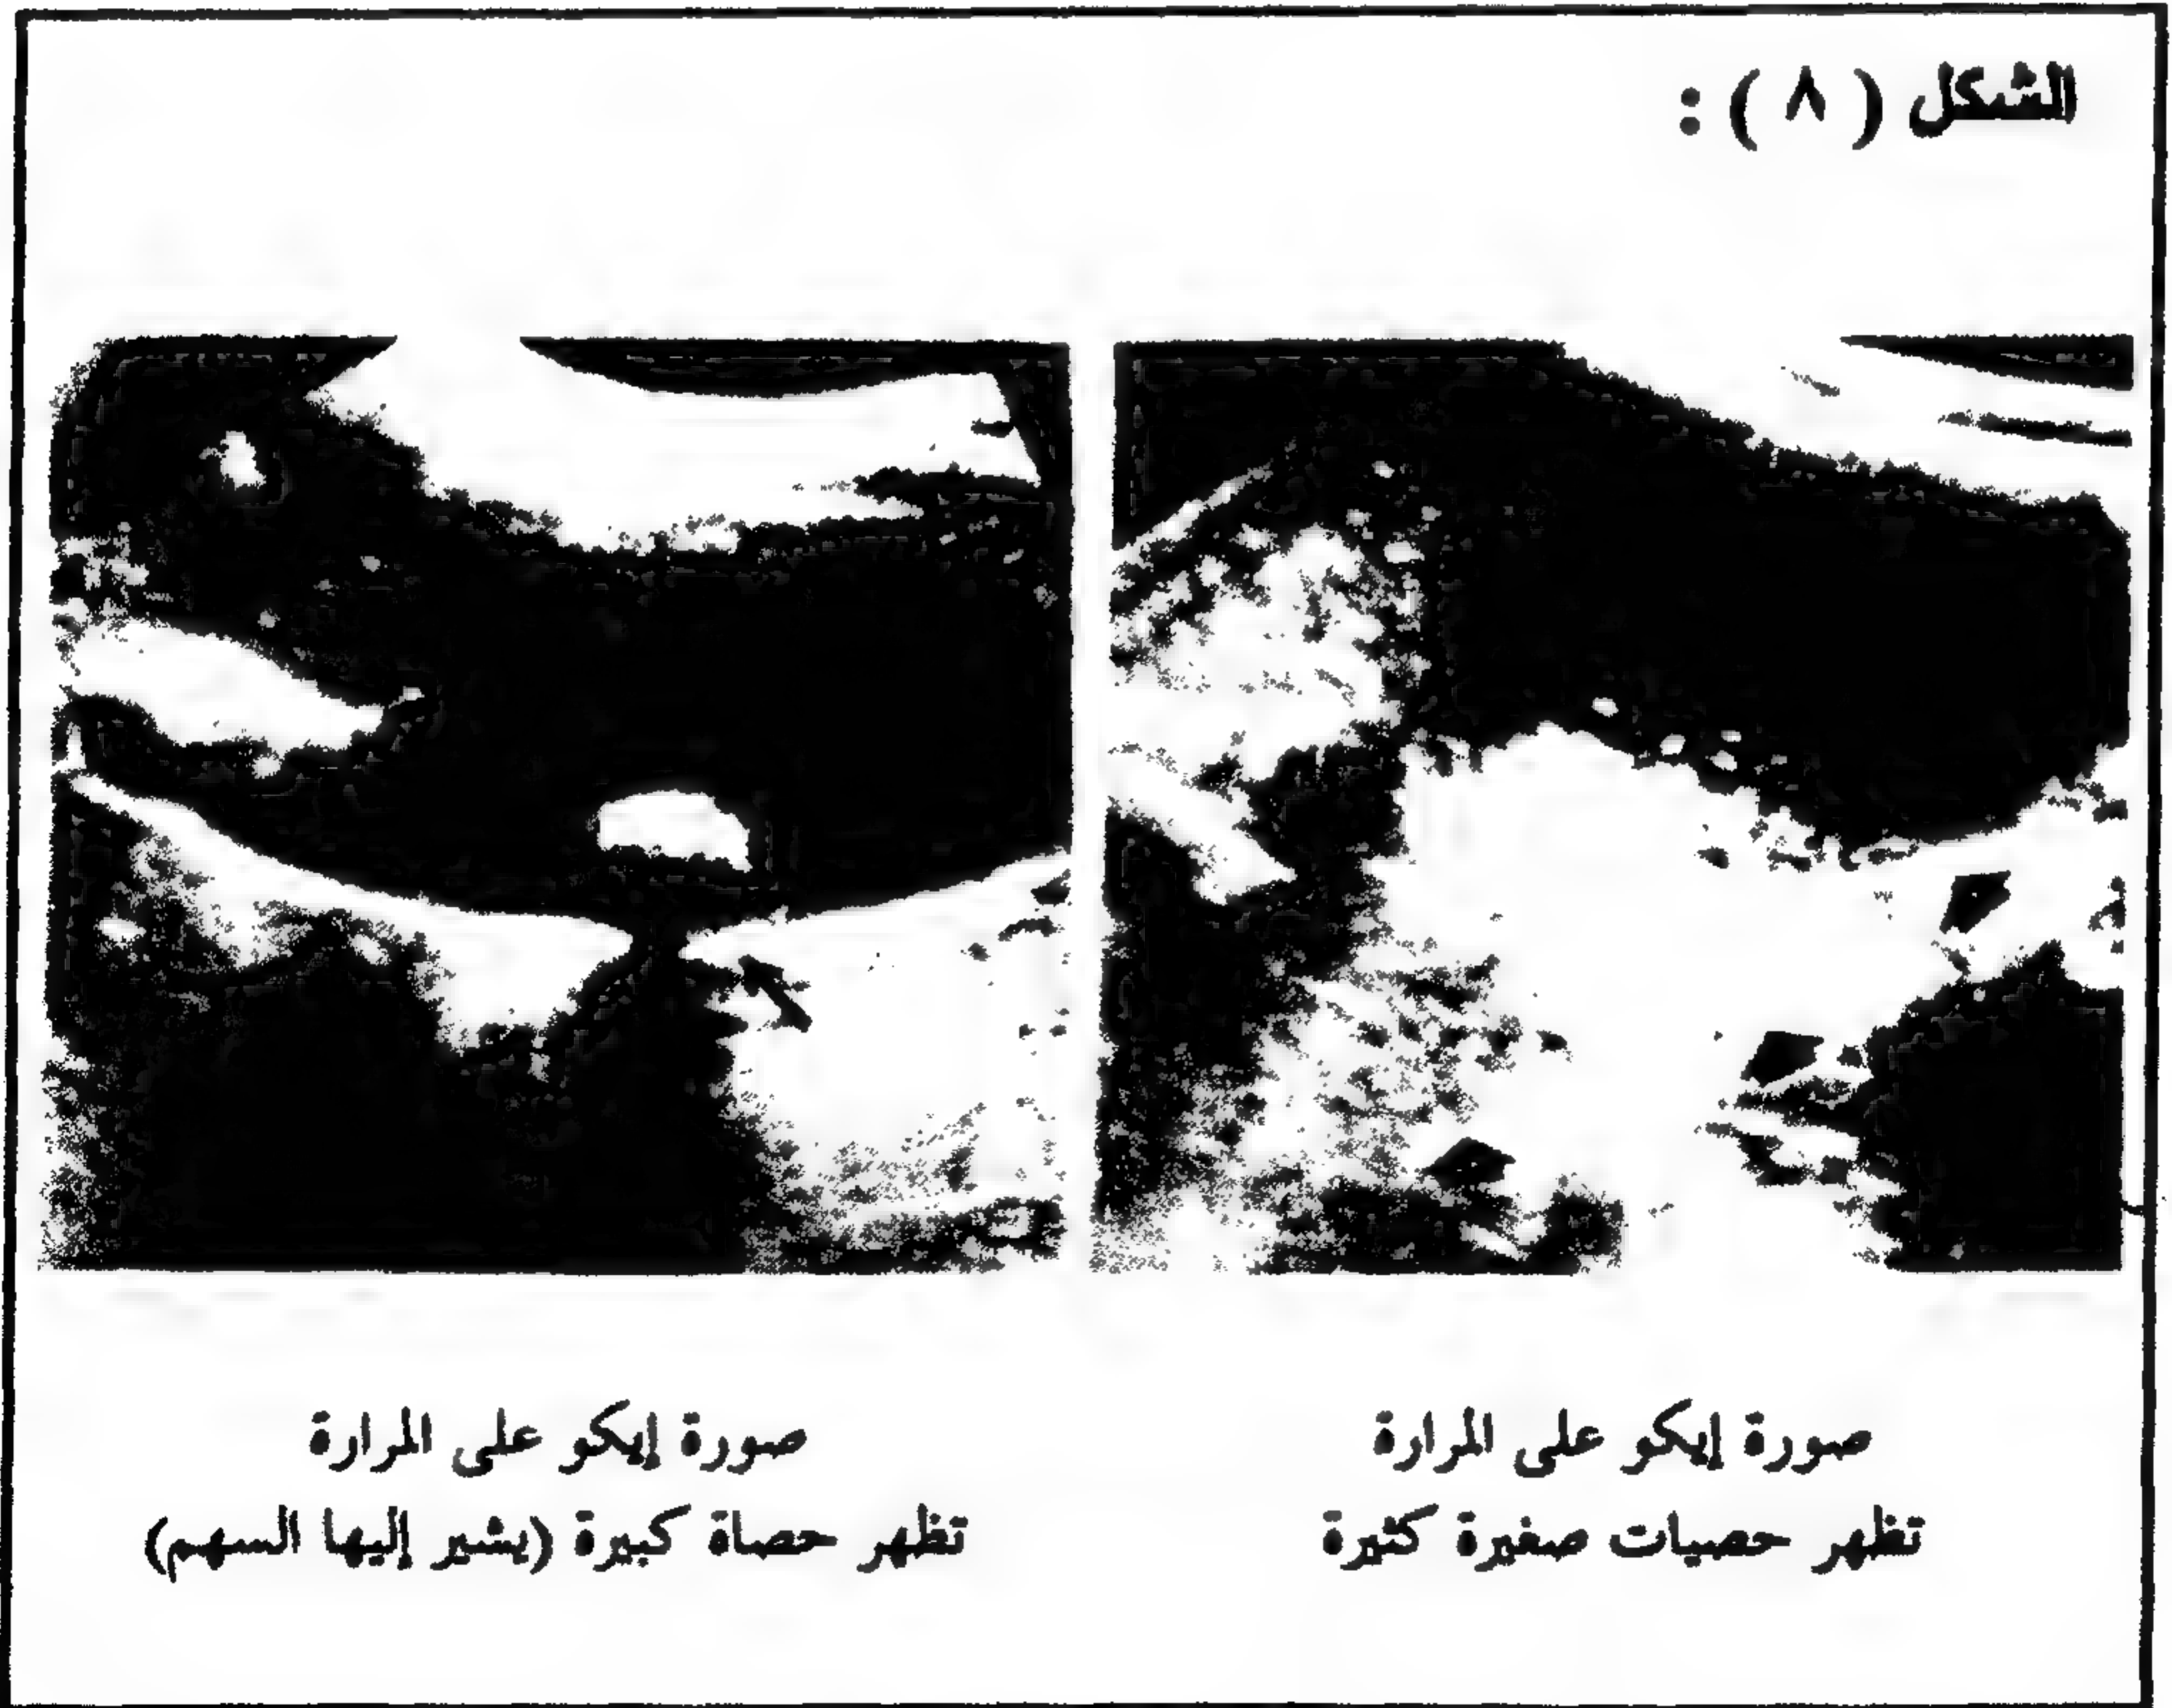 الشكل ( ٨ ) :
صورة إيكو على المرارة
تظهر حصيات صغيرة كثيرة
صورة إيكو على المرارة
تظهر حصاة كبيرة (يشير إليها السهم)